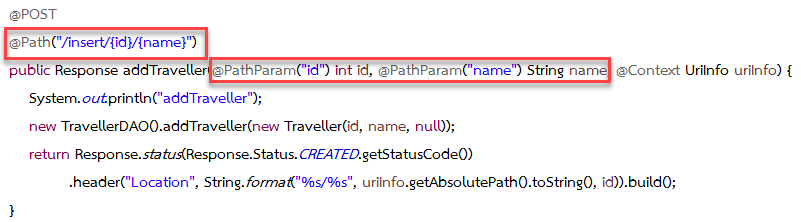 @POST
@Path("/insert/{id}/{name}")
public Response addTraveller(@PathParam("id") int id, @PathParam("name") String name, @Context UriInfo uriInfo) {
System.out.println("addTraveller");
new TravellerDAO().addTraveller(new Traveller(id, name, null));
return Response.status(Response.Status.CREATED.getStatusCode())
.header("Location", String.format("%s/%s", uriInfo.getAbsolutePath().toString(), id)).build();
}